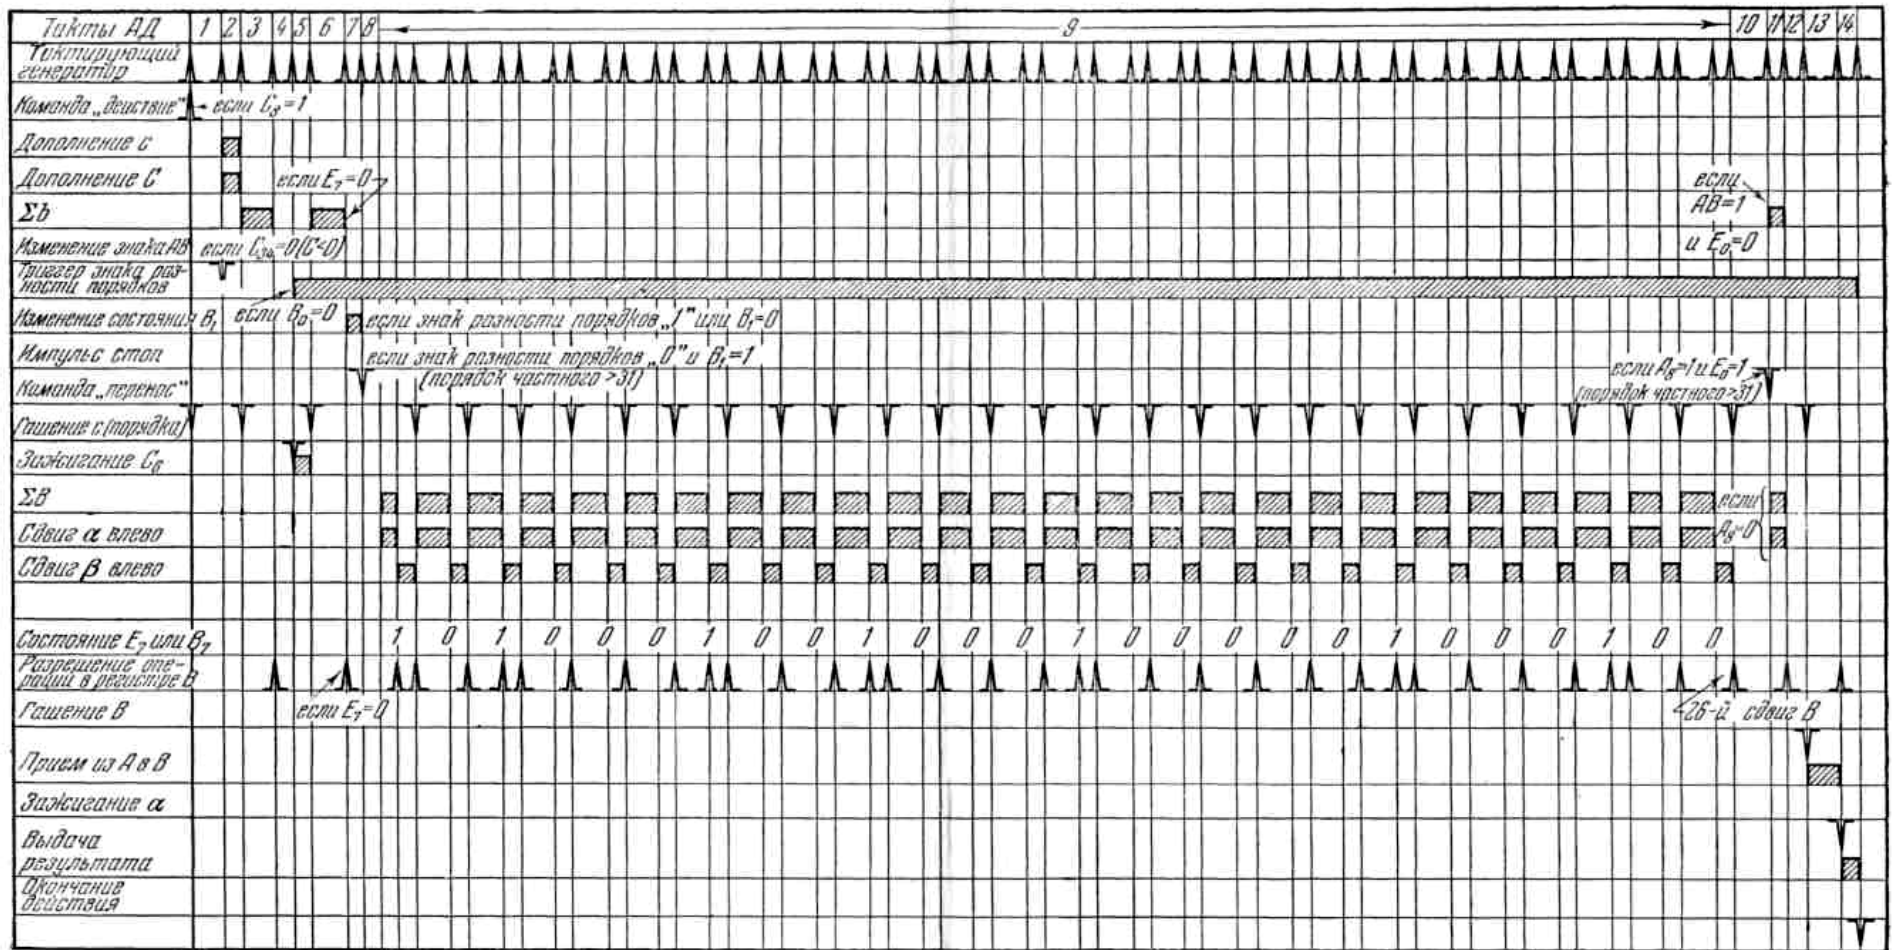 Такты АД 1 2 3 4 5 6 7 8 9 10 11 12 13 14
Тактирующий
генератор
Команда „действие" если C₈=1
Дополнение с
Дополнение С если E₇=0 если
Σb AB=1
Изменение знака АВ если C₃₄=0(C<0) и E₀=0
Триггер знака раз-
ности порядков
Изменение состояния B₁ если B₀=0 если знак разности порядков „1" или B₁=0
Импульс стоп если знак разности порядков „0" и B₁=1 если A₈=1 и E₀=1
Команда „перенос" (порядок частного >31) (порядок частного >31)
Гашение с (порядка)
Зажигание C₆
ΣB если
Сдвиг α влево A₈=0
Сдвиг β влево
Состояние E₇ или B₇ 1 0 1 0 0 0 1 0 0 1 0 0 0 1 0 0 0 0 0 1 0 0 0 1 0 0
Разрешение опе-
рации в регистре В
Гашение В если E₇=0 26-й сдвиг В
Прием из А в В
Зажигание α
Выдача
результата
Окончание
действия